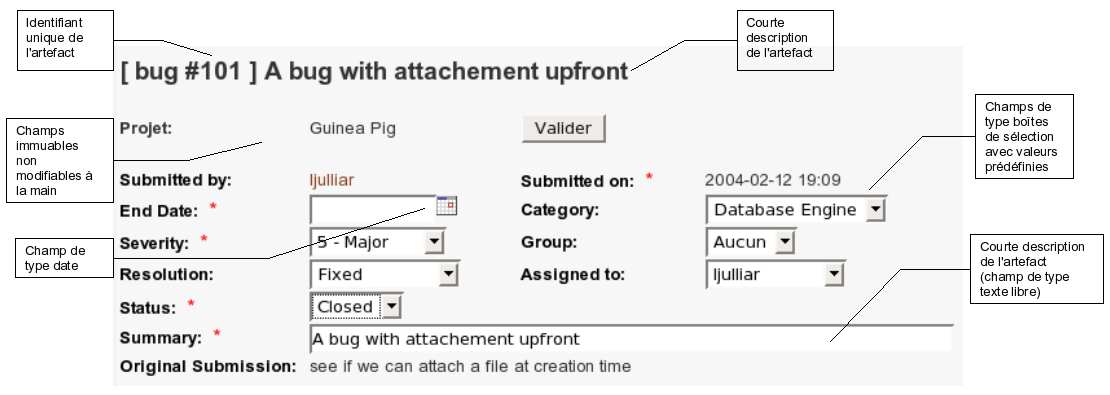 Identifiant
unique de
l'artefact
Courte
description
de l'artefact
[ bug #101 ] A bug with attachement upfront
Champs
immuables
non
modifiables à
la main
Champs de
type boîtes
de sélection
avec valeurs
prédéfinies
Projet: Guinea Pig Valider
Submitted by: ljulliar Submitted on: * 2004-02-12 19:09
End Date: * Category: Database Engine
Champ de
type date
Severity: * 5 - Major Group: Aucun
Courte description
de l'artefact
(champ de type
texte libre)
Resolution: Fixed Assigned to: ljulliar
Status: * Closed
Summary: * A bug with attachement upfront
Original Submission: see if we can attach a file at creation time